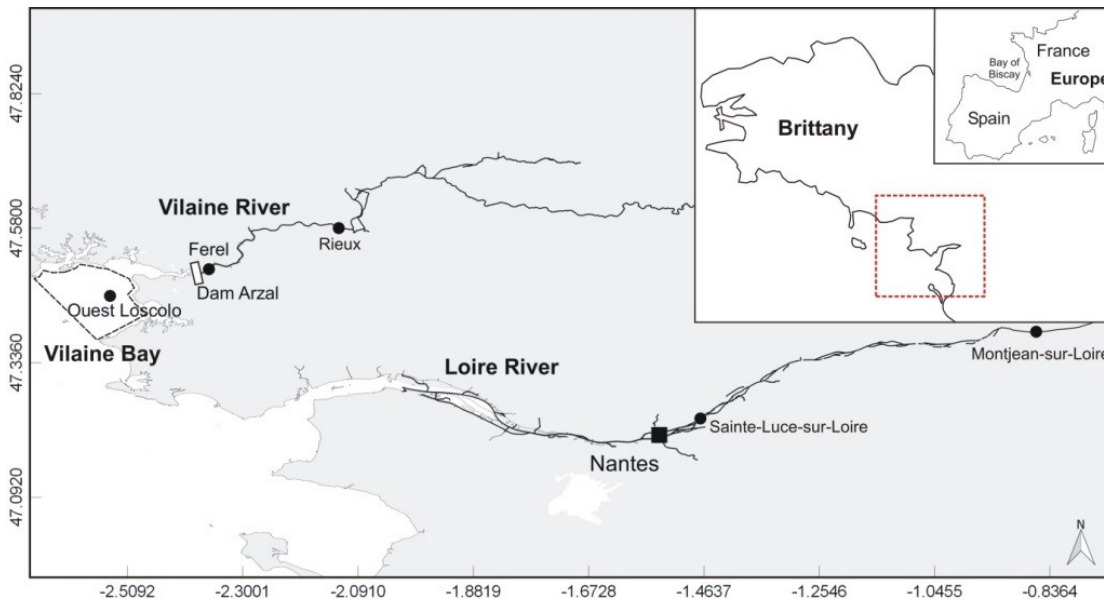 47.8240
47.5800
47.3360
47.0920
Vilaine River
Ferel
Rieux
Dam Arzal
Ouest Loscolo
Vilaine Bay
Loire River
Nantes
Sainte-Luce-sur-Loire
Montjean-sur-Loire
Brittany
France
Bay of
Biscay
Europe
Spain
N
-2.5092
-2.3001
-2.0910
-1.8819
-1.6728
-1.4637
-1.2546
-1.0455
-0.8364